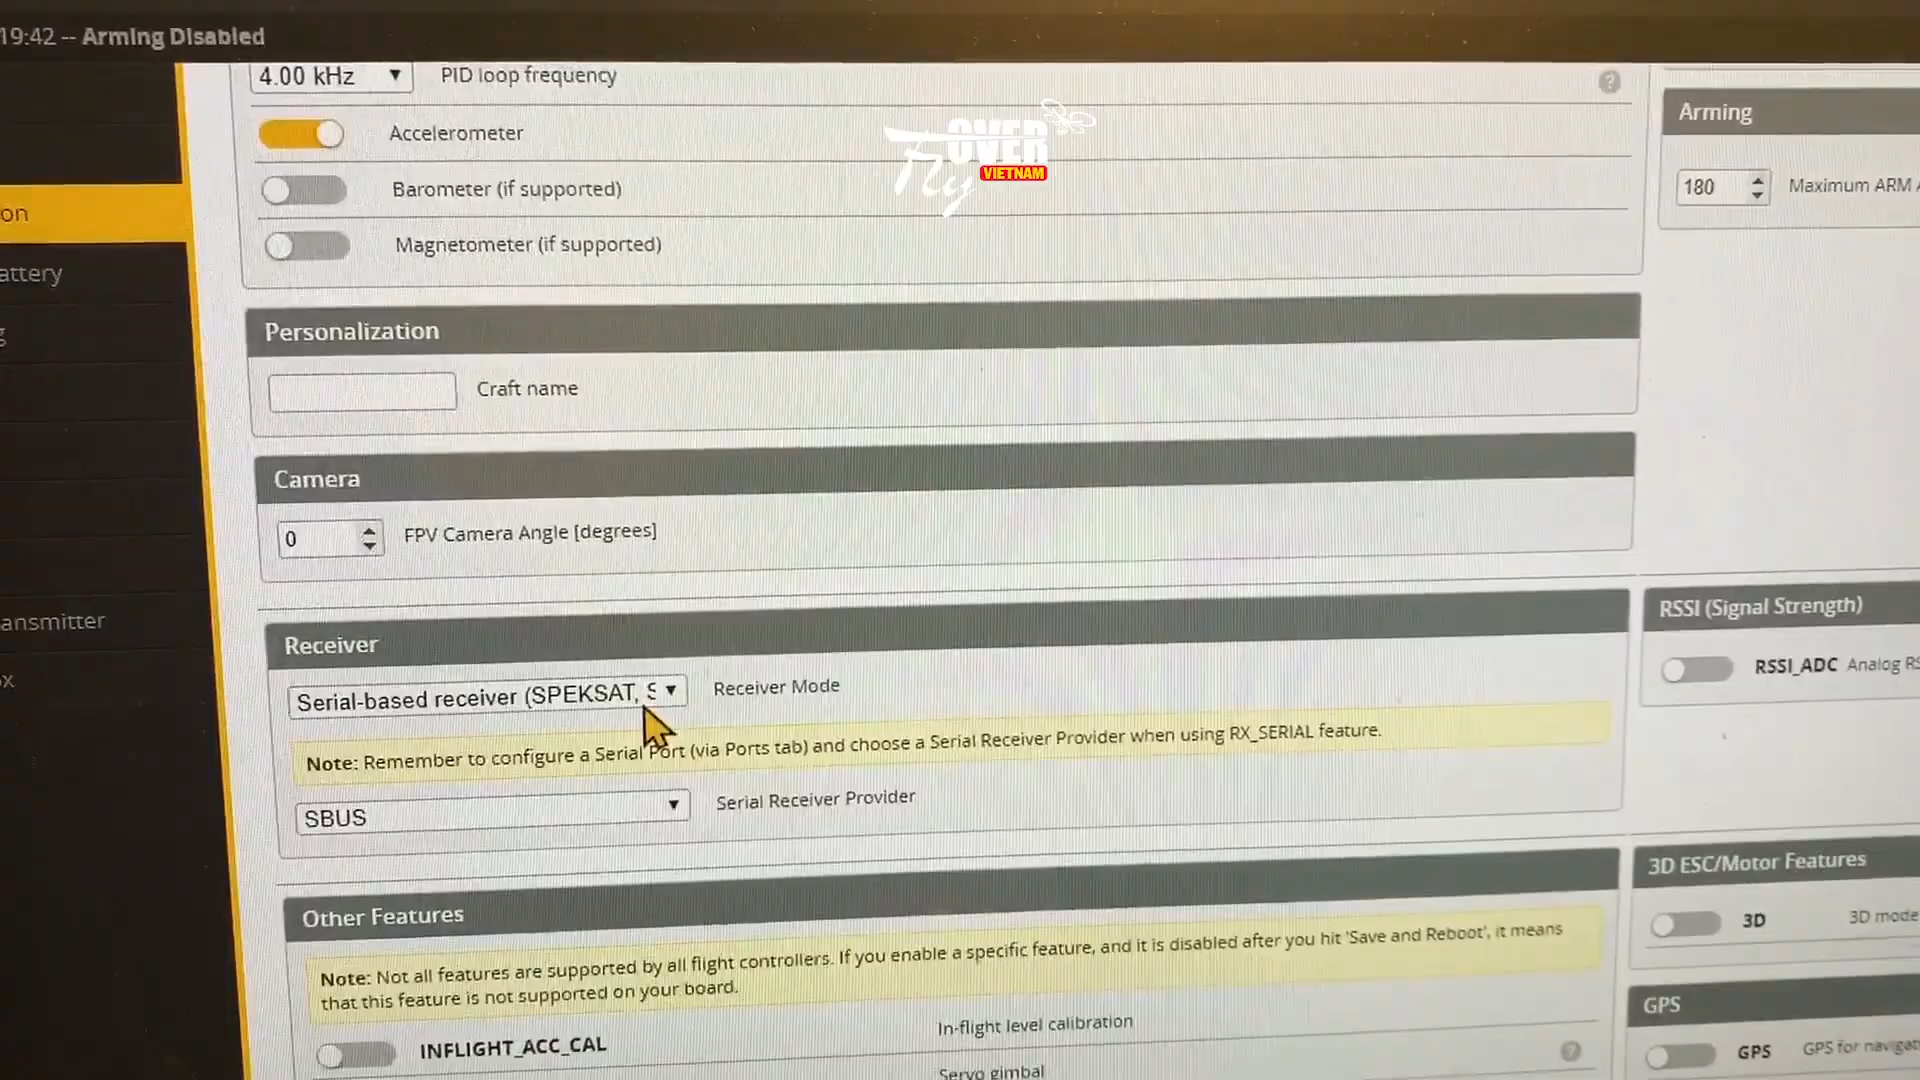 19:42 -- Arming Disabled
4.00 kHz PID loop frequency
Accelerometer
Barometer (if supported)
Magnetometer (if supported)
Fly OVER
VIETNAM
Arming
180 Maximum ARM
on
attery
g
ansmitter
ox
Personalization
Craft name
Camera
0 FPV Camera Angle [degrees]
Receiver
Serial-based receiver (SPEKSAT, S Receiver Mode
Note: Remember to configure a Serial Port (via Ports tab) and choose a Serial Receiver Provider when using RX_SERIAL feature.
SBUS Serial Receiver Provider
RSSI (Signal Strength)
RSSI_ADC Analog RS
Other Features
Note: Not all features are supported by all flight controllers. If you enable a specific feature, and it is disabled after you hit 'Save and Reboot', it means
that this feature is not supported on your board.
INFLIGHT_ACC_CAL In-flight level calibration
Servo gimbal
3D ESC/Motor Features
3D 3D mode
GPS
GPS GPS for navigat